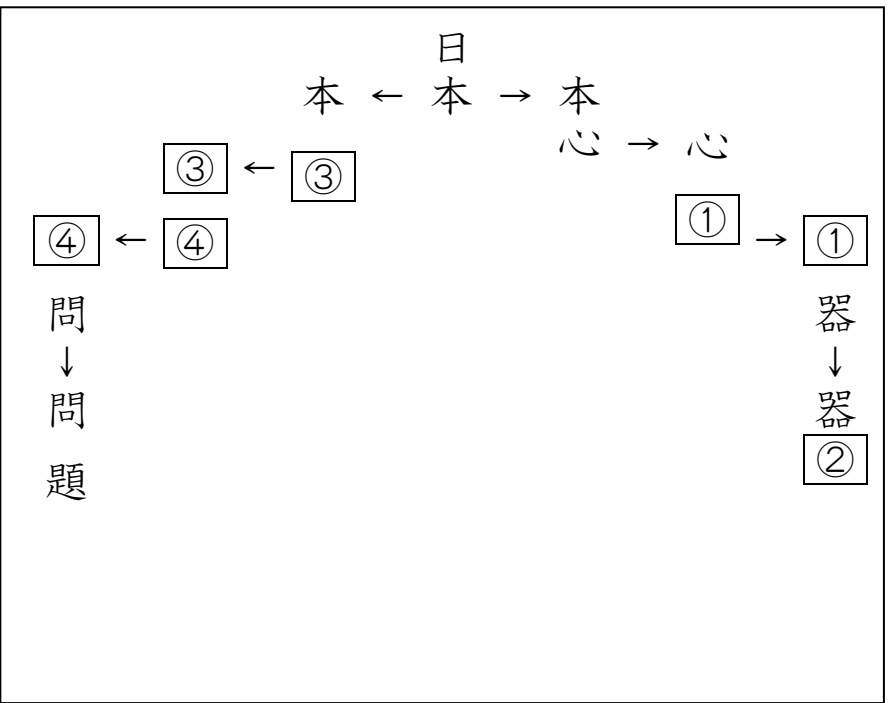 日
本 ← 本 → 本
心 → 心
③ ← ③
①
④ ← ④
→ ①
問
器
↓
↓
問
器
題
②